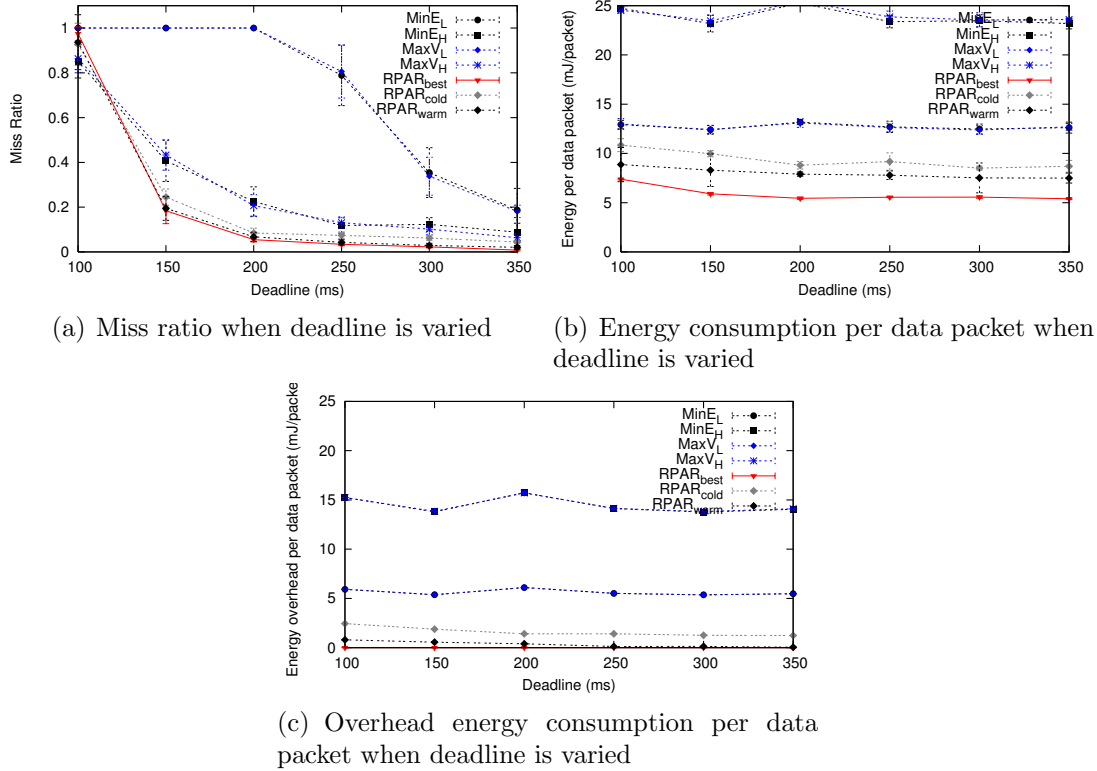 1
0.8
0.6
0.4
0.2
0
Miss Ratio
100 150 200 250 300 350
Deadline (ms)
MinE_L
MinE_H
MaxV_L
MaxV_H
RPAR_best
RPAR_cold
RPAR_warm
(a) Miss ratio when deadline is varied
25
20
15
10
5
0
Energy per data packet (mJ/packet)
100 150 200 250 300 350
Deadline (ms)
MinE_L
MinE_H
MaxV_L
MaxV_H
RPAR_best
RPAR_cold
RPAR_warm
(b) Energy consumption per data packet when
deadline is varied
25
20
15
10
5
0
Energy overhead per data packet (mJ/packe
100 150 200 250 300 350
Deadline (ms)
MinE_L
MinE_H
MaxV_L
MaxV_H
RPAR_best
RPAR_cold
RPAR_warm
(c) Overhead energy consumption per data
packet when deadline is varied